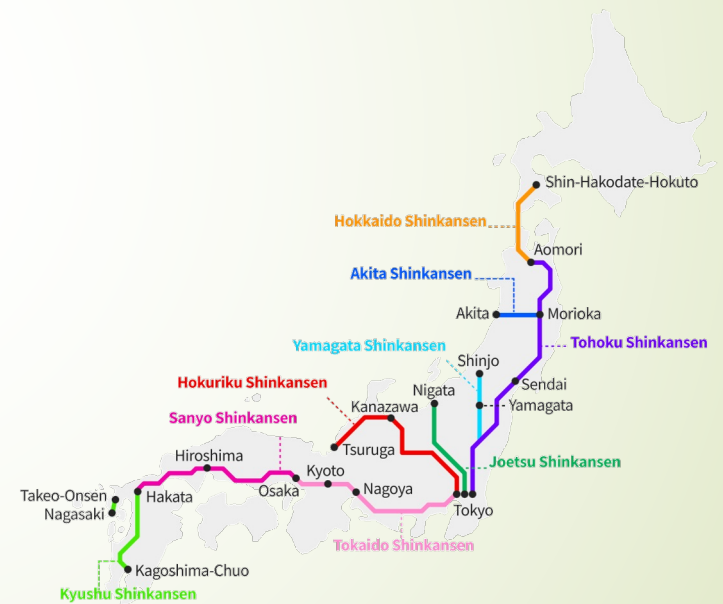 Shin-Hakodate-Hokuto
Hokkaido Shinkansen
Aomori
Akita Shinkansen
Akita
Morioka
Yamagata Shinkansen
Tohoku Shinkansen
Shinjo
Hokuriku Shinkansen
Nigata
Sendai
Kanazawa
Yamagata
Sanyo Shinkansen
Tsuruga
Hiroshima
Joetsu Shinkansen
Kyoto
Osaka
Nagoya
Takeo-Onsen
Hakata
Nagasaki
Tokyo
Tokaido Shinkansen
Kagoshima-Chuo
Kyushu Shinkansen